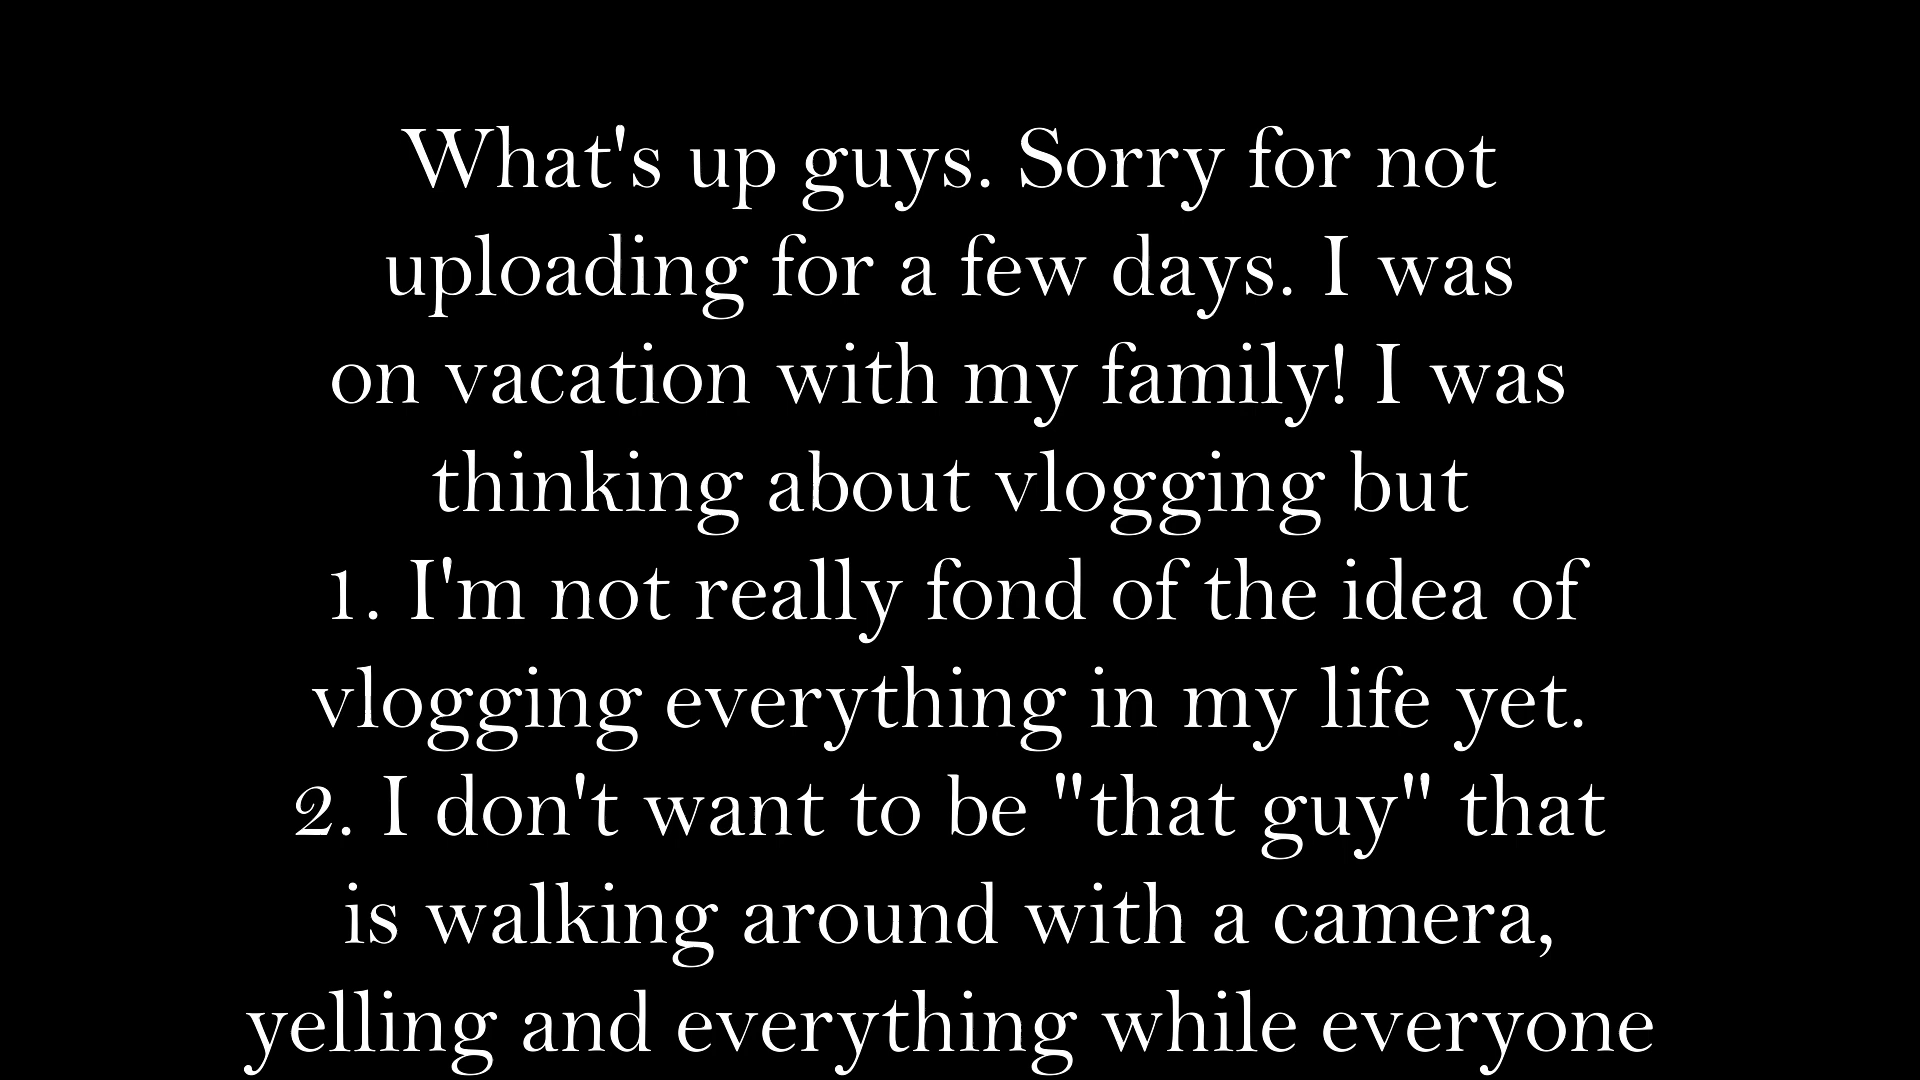 What's up guys. Sorry for not
uploading for a few days. I was
on vacation with my family! I was
thinking about vlogging but
1. I'm not really fond of the idea of
vlogging everything in my life yet.
2. I don't want to be "that guy" that
is walking around with a camera,
yelling and everything while everyone